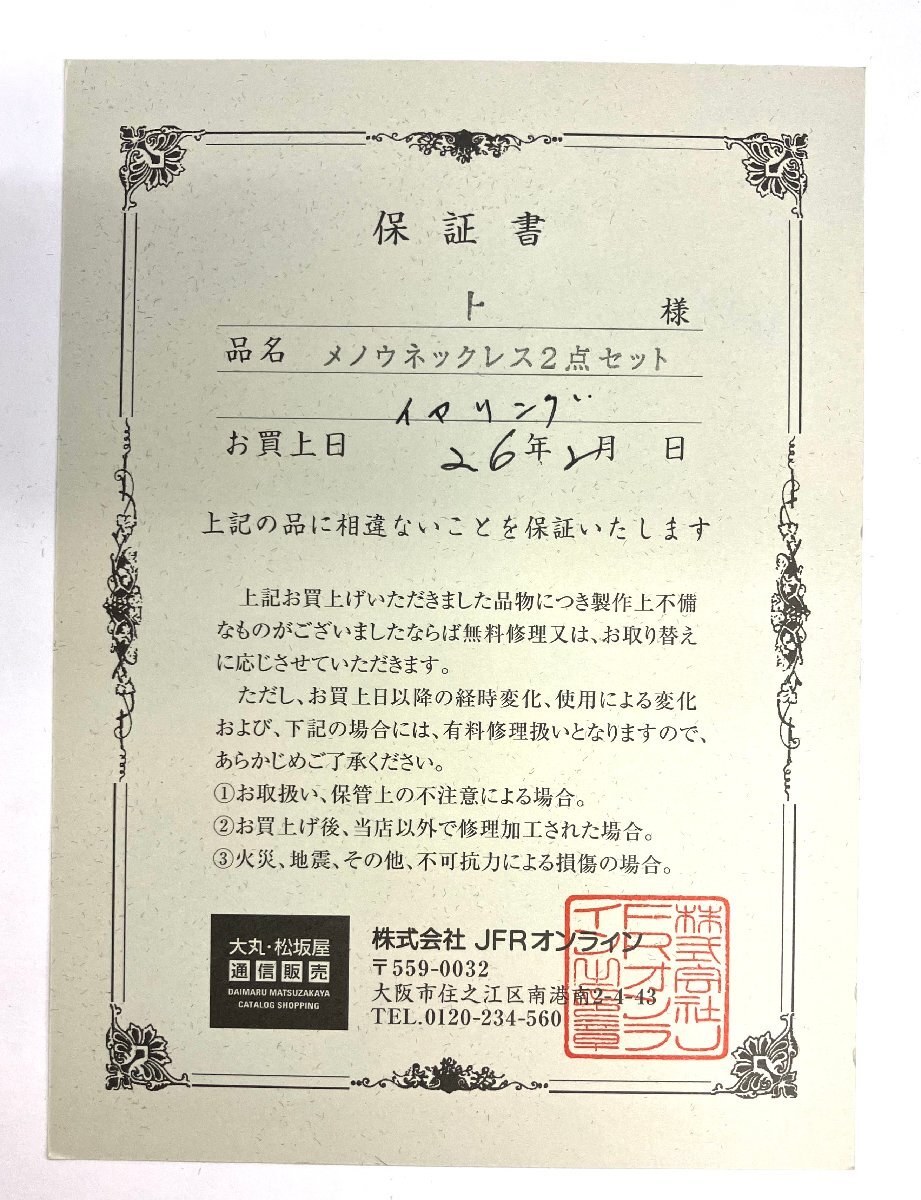 保証書
ト 様
品名 メノウネックレス2点セット
イヤリング
お買上日 26年2月 日
上記の品に相違ないことを保証いたします
上記お買上げいただきました品物につき製作上不備
なものがございましたならば無料修理又は、お取り替え
に応じさせていただきます。
ただし、お買上日以降の経時変化、使用による変化
および、下記の場合には、有料修理扱いとなりますので、
あらかじめご了承ください。
①お取扱い、保管上の不注意による場合。
②お買上げ後、当店以外で修理加工された場合。
③火災、地震、その他、不可抗力による損傷の場合。
大丸・松坂屋
通信販売
DAIMARU MATSUZAKAYA
CATALOG SHOPPING
株式会社 JFRオンライン
〒559-0032
大阪市住之江区南港南2-4-43
TEL.0120-234-560
株式会社J
FRオンラ